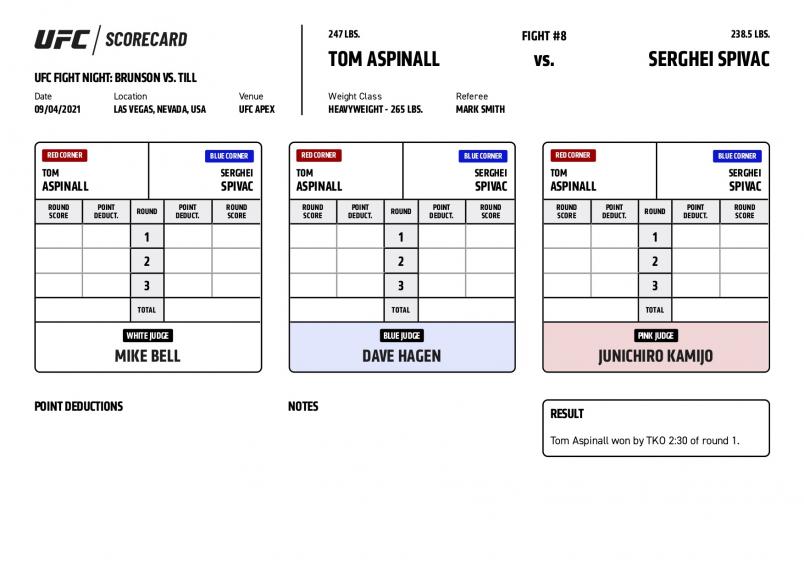 UFC / SCORECARD
UFC FIGHT NIGHT: BRUNSON VS. TILL
Date Location Venue
09/04/2021 LAS VEGAS, NEVADA, USA UFC APEX
247 LBS. FIGHT #8 238.5 LBS.
TOM ASPINALL vs. SERGHEI SPIVAC
Weight Class Referee
HEAVYWEIGHT - 265 LBS. MARK SMITH
RED CORNER BLUE CORNER
TOM SERGHEI
ASPINALL SPIVAC
ROUND POINT ROUND POINT ROUND
SCORE DEDUCT. DEDUCT. SCORE
1
2
3
TOTAL
WHITE JUDGE
MIKE BELL
RED CORNER BLUE CORNER
TOM SERGHEI
ASPINALL SPIVAC
ROUND POINT ROUND POINT ROUND
SCORE DEDUCT. DEDUCT. SCORE
1
2
3
TOTAL
BLUE JUDGE
DAVE HAGEN
RED CORNER BLUE CORNER
TOM SERGHEI
ASPINALL SPIVAC
ROUND POINT ROUND POINT ROUND
SCORE DEDUCT. DEDUCT. SCORE
1
2
3
TOTAL
PINK JUDGE
JUNICHIRO KAMIJO
POINT DEDUCTIONS
NOTES
RESULT
Tom Aspinall won by TKO 2:30 of round 1.